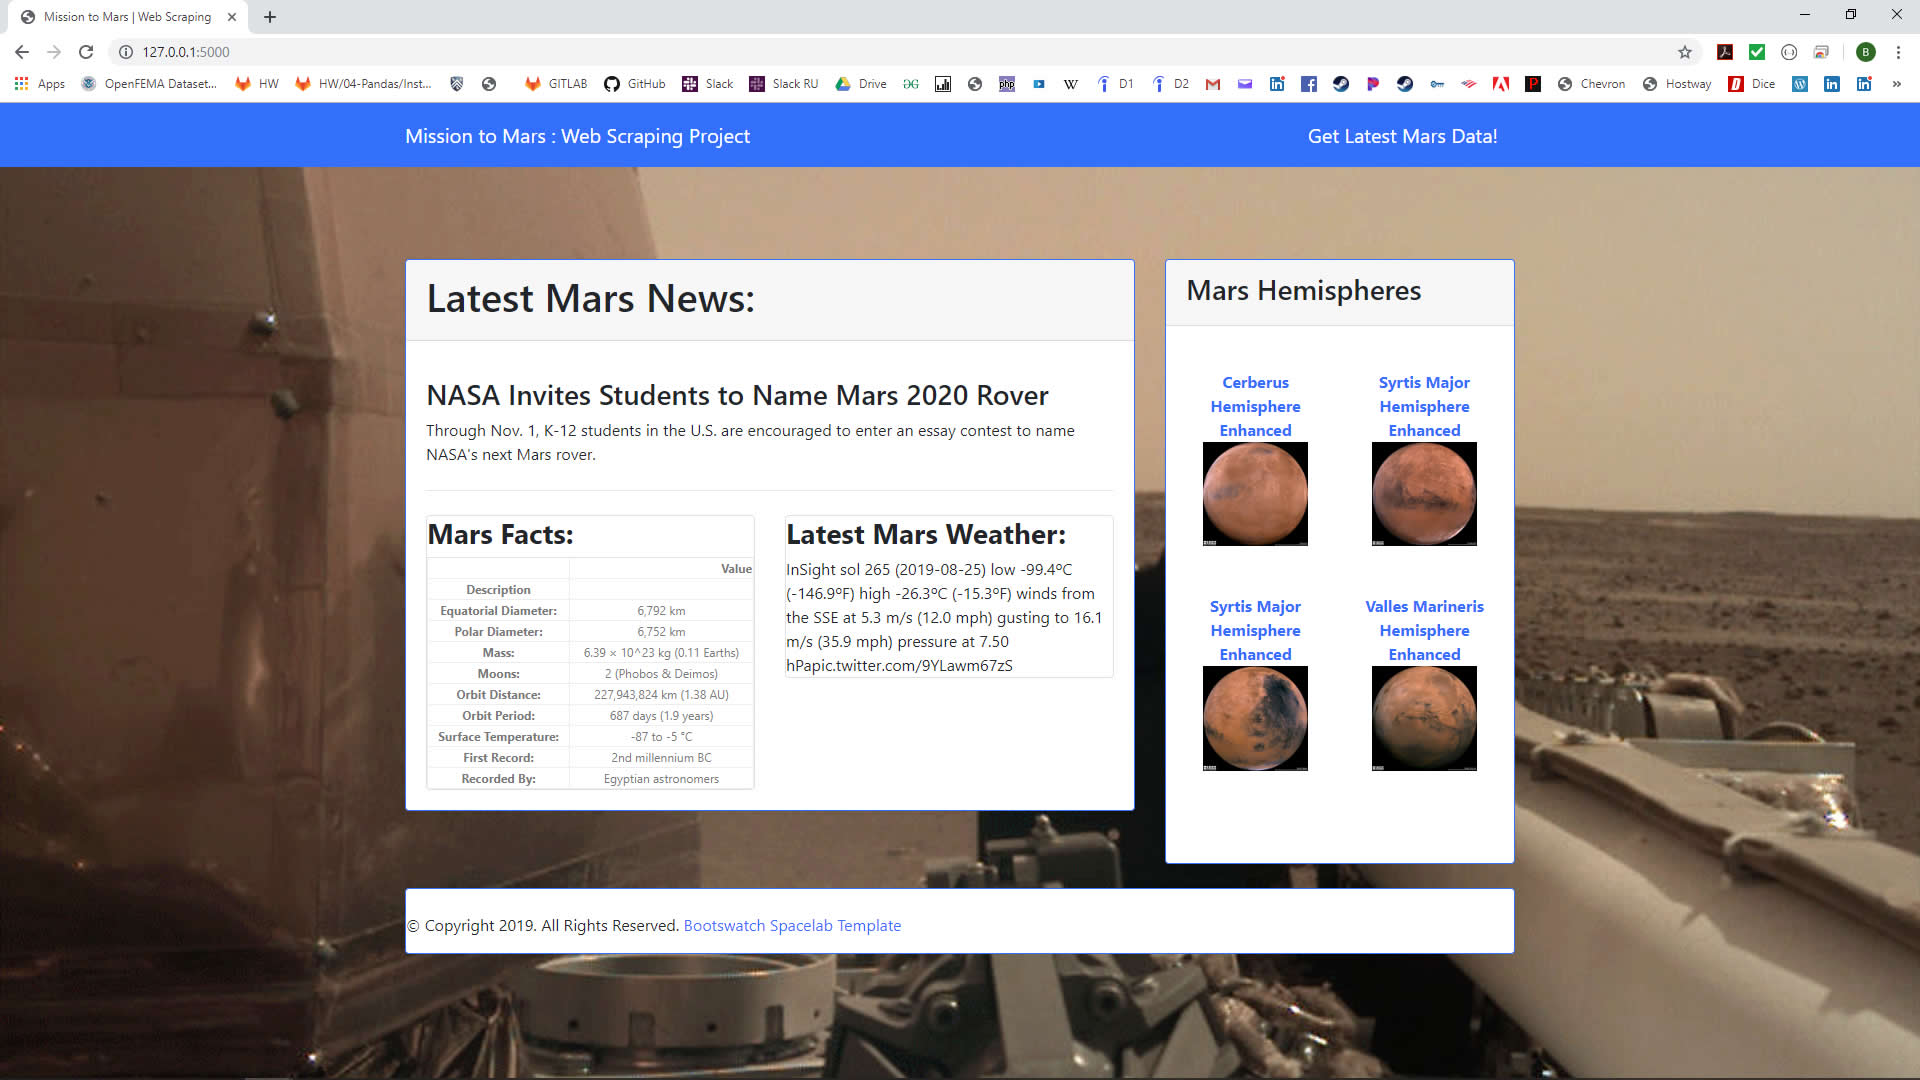 Mission to Mars | Web Scraping
127.0.0.1:5000
Apps OpenFEMA Dataset... HW HW/04-Pandas/Inst... GITLAB GitHub Slack Slack RU Drive php W D1 D2 Chevron Hostway Dice »
Mission to Mars : Web Scraping Project
Get Latest Mars Data!
Latest Mars News:
NASA Invites Students to Name Mars 2020 Rover
Through Nov. 1, K-12 students in the U.S. are encouraged to enter an essay contest to name
NASA's next Mars rover.
Mars Facts:
Value
Description
Equatorial Diameter: 6,792 km
Polar Diameter: 6,752 km
Mass: 6.39 × 10^23 kg (0.11 Earths)
Moons: 2 (Phobos & Deimos)
Orbit Distance: 227,943,824 km (1.38 AU)
Orbit Period: 687 days (1.9 years)
Surface Temperature: -87 to -5 °C
First Record: 2nd millennium BC
Recorded By: Egyptian astronomers
Latest Mars Weather:
InSight sol 265 (2019-08-25) low -99.4ºC
(-146.9ºF) high -26.3ºC (-15.3ºF) winds from
the SSE at 5.3 m/s (12.0 mph) gusting to 16.1
m/s (35.9 mph) pressure at 7.50
hPapic.twitter.com/9YLawm67zS
Mars Hemispheres
Cerberus
Hemisphere
Enhanced
Syrtis Major
Hemisphere
Enhanced
Syrtis Major
Hemisphere
Enhanced
Valles Marineris
Hemisphere
Enhanced
© Copyright 2019. All Rights Reserved. Bootswatch Spacelab Template